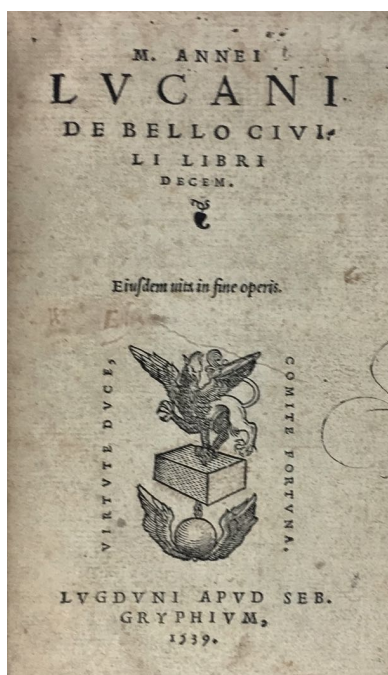 M. ANNEI
LVCANI
DE BELLO CIVI-
LI LIBRI
DECEM.
Eiusdem uita in fine operis.
VIRTVTE DVCE,
COMITE FORTVNA.
LVGDVNI APVD SEB.
GRYPHIVM,
1539.